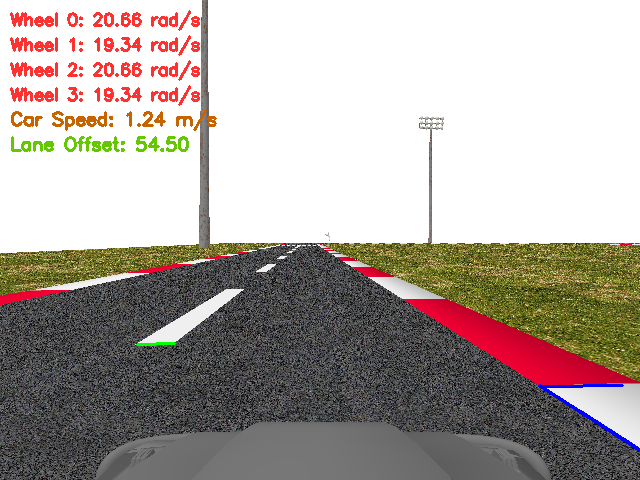 Wheel 0: 20.66 rad/s
Wheel 1: 19.34 rad/s
Wheel 2: 20.66 rad/s
Wheel 3: 19.34 rad/s
Car Speed: 1.24 m/s
Lane Offset: 54.50